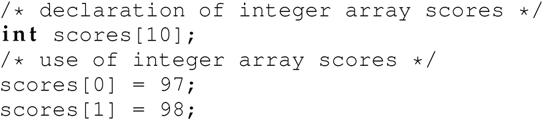 /* declaration of integer array scores */
int scores[10];
/* use of integer array scores */
scores[0] = 97;
scores[1] = 98;